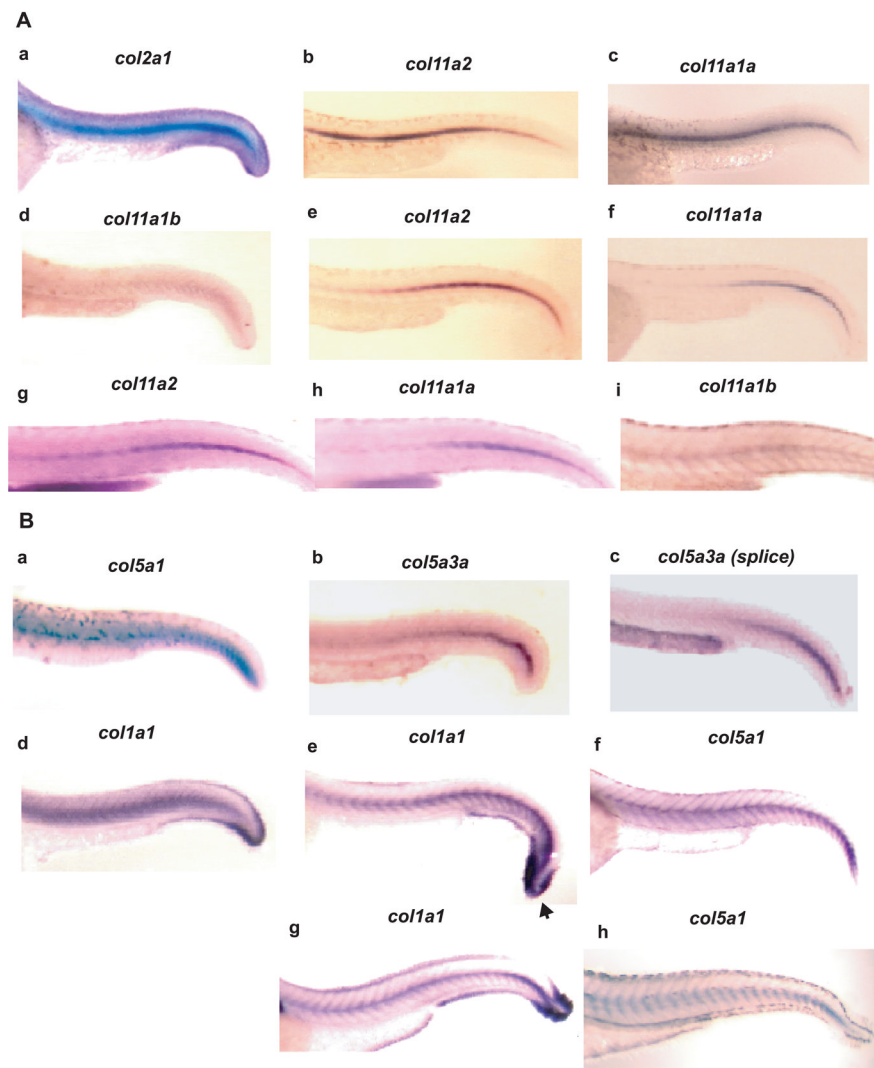 A
a col2a1 b col11a2 c col11a1a
d col11a1b e col11a2 f col11a1a
g col11a2 h col11a1a i col11a1b
B
a col5a1 b col5a3a c col5a3a (splice)
d col1a1 e col1a1 f col5a1
g col1a1 h col5a1